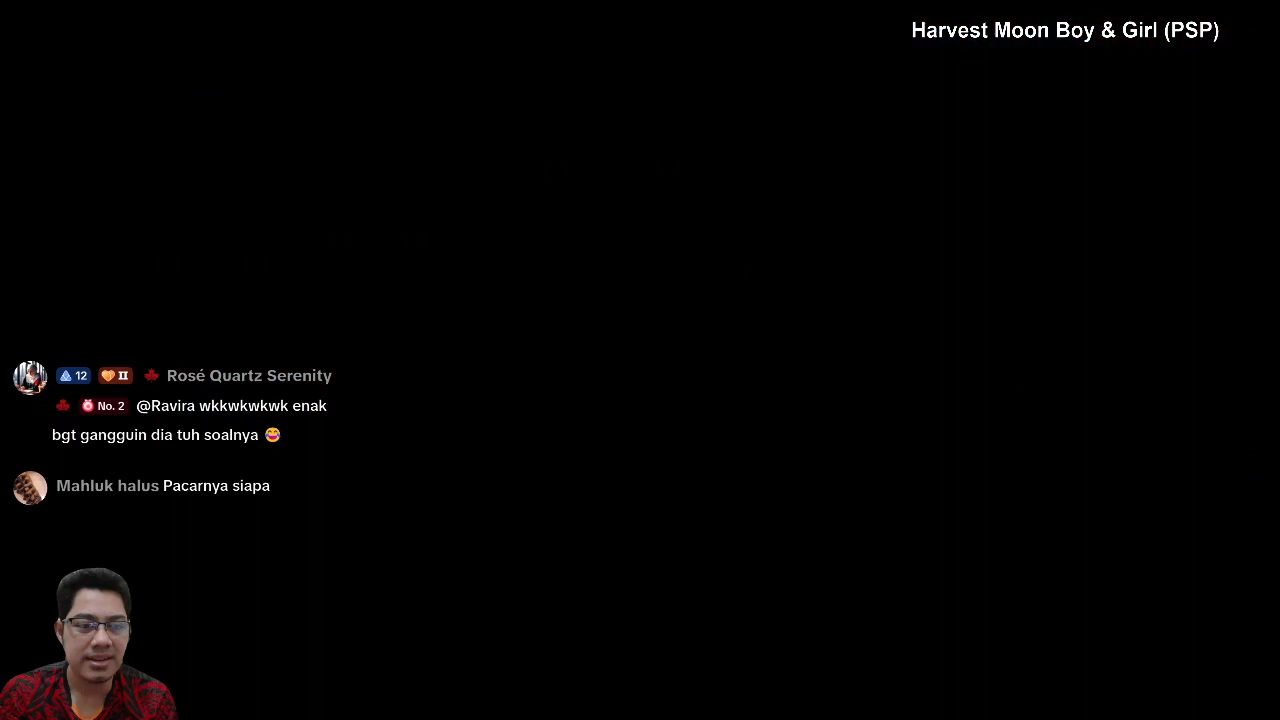 Harvest Moon Boy & Girl (PSP)
12 II Rosé Quartz Serenity
No. 2 @Ravira wkkwkwkwk enak
bgt gangguin dia tuh soalnya 😂
Mahluk halus Pacarnya siapa